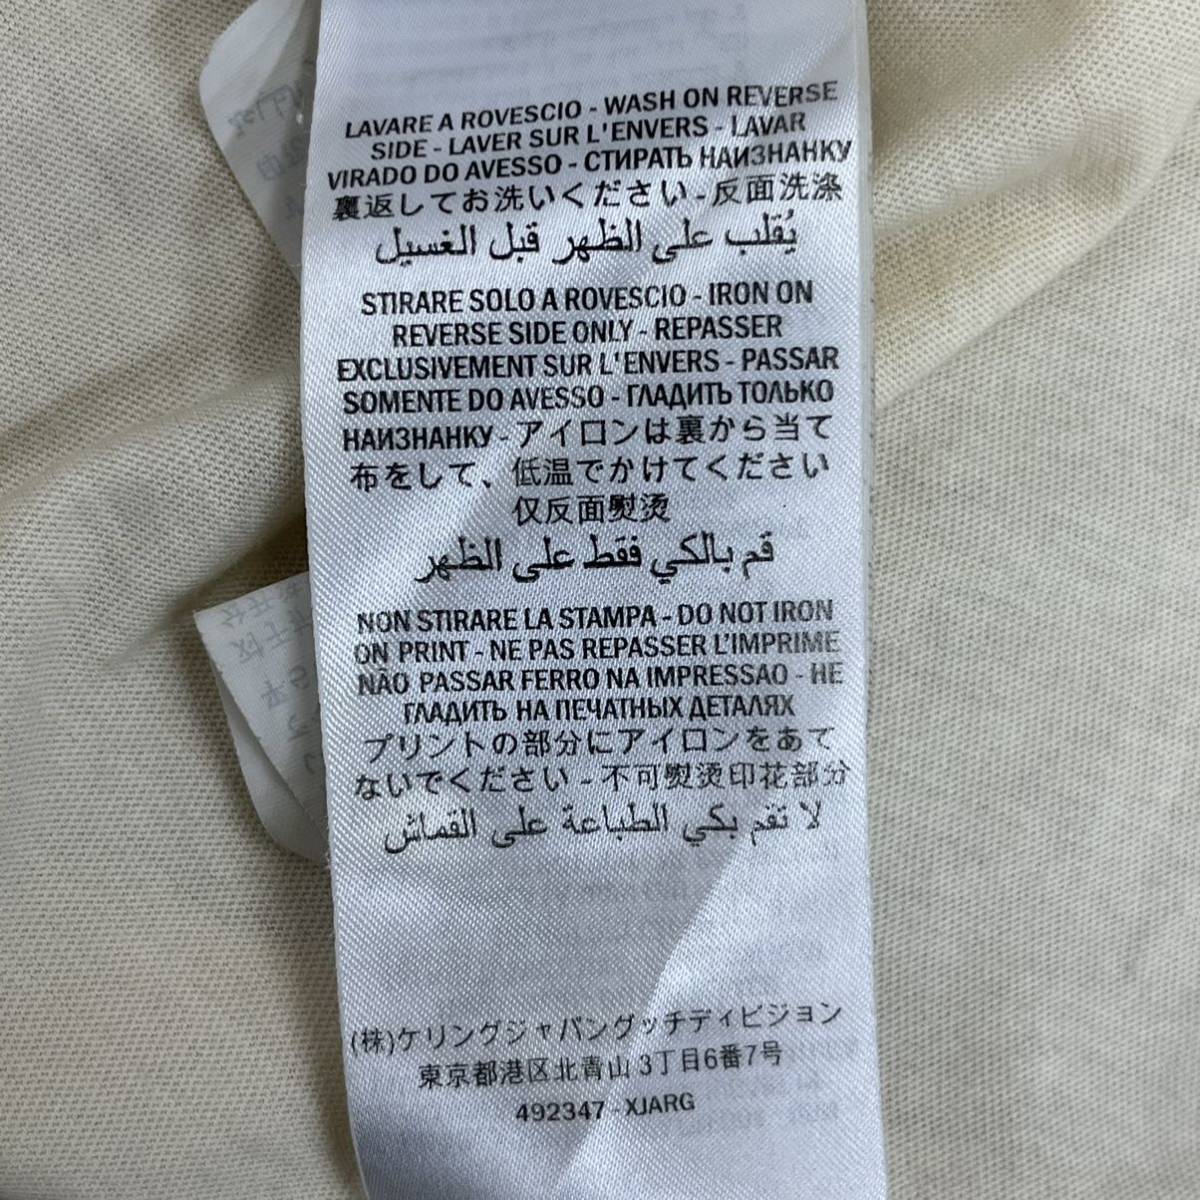 LAVARE A ROVESCIO - WASH ON REVERSE
SIDE - LAVER SUR L'ENVERS - LAVAR
VIRADO DO AVESSO - СТИРАТЬ НАИЗНАНКУ
裏返してお洗いください - 反面洗涤
يُقلب على الظهر قبل الغسيل
STIRARE SOLO A ROVESCIO - IRON ON
REVERSE SIDE ONLY - REPASSER
EXCLUSIVEMENT SUR L'ENVERS - PASSAR
SOMENTE DO AVESSO - ГЛАДИТЬ ТОЛЬКО
НАИЗНАНКУ - アイロンは裏から当て
布をして、低温でかけてください
仅反面熨烫
قم بالكي فقط على الظهر
NON STIRARE LA STAMPA - DO NOT IRON
ON PRINT - NE PAS REPASSER L'IMPRIME
NÃO PASSAR FERRO NA IMPRESSAO - НЕ
ГЛАДИТЬ НА ПЕЧАТНЫХ ДЕТАЛЯХ
プリントの部分にアイロンをあて
ないでください - 不可熨烫印花部分
لا تقم بكي الطباعة على القماش
(株)ケリングジャパングッチディビジョン
東京都港区北青山 3丁目6番7号
492347 - XJARG